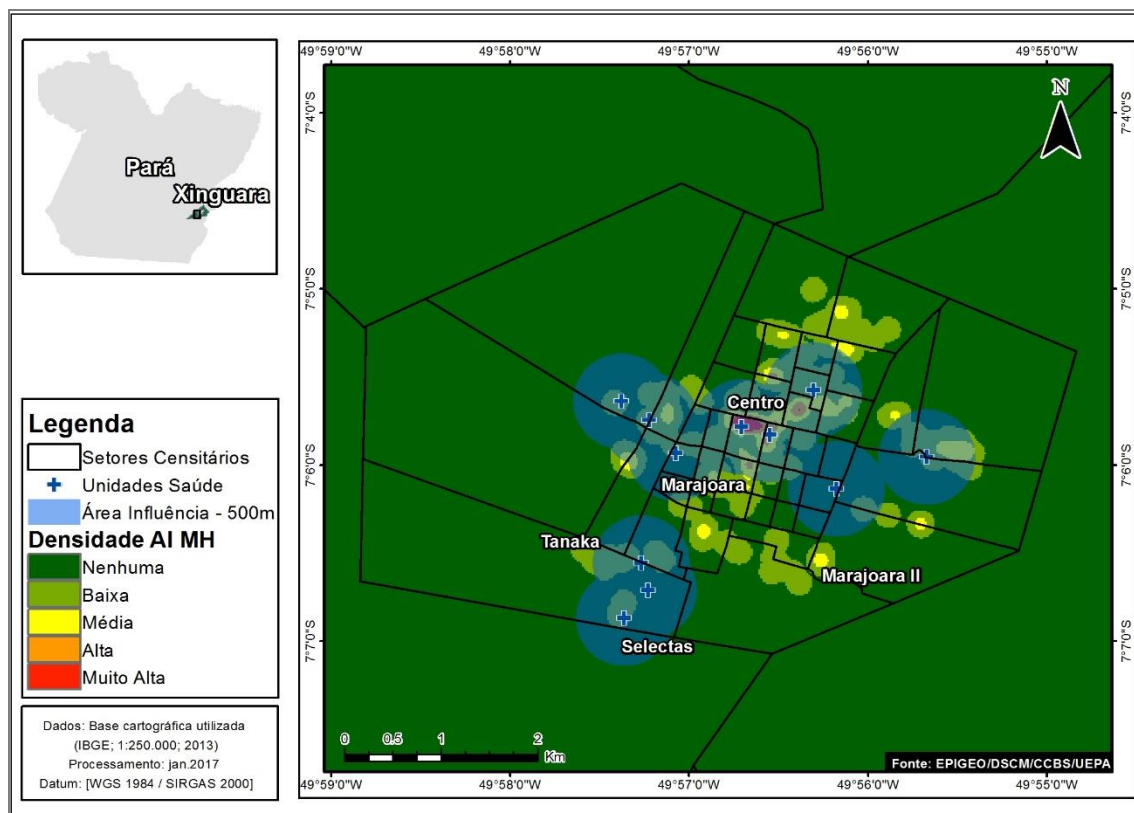 Pará
Xinguara
Legenda
Setores Censitários
Unidades Saúde
Área Influência - 500m
Densidade AI MH
Nenhuma
Baixa
Média
Alta
Muito Alta
Dados: Base cartográfica utilizada
(IBGE; 1:250.000; 2013)
Processamento: jan.2017
Datum: [WGS 1984 / SIRGAS 2000]
49°59'0"W 49°58'0"W 49°57'0"W 49°56'0"W 49°55'0"W
7°4'0"S 7°4'0"S
N
7°5'0"S 7°5'0"S
Centro
7°6'0"S 7°6'0"S
Marajoara
Tanaka
Marajoara II
7°7'0"S 7°7'0"S
Selectas
0 0.5 1 2
Km
Fonte: EPIGEO/DSCM/CCBS/UEPA
49°59'0"W 49°58'0"W 49°57'0"W 49°56'0"W 49°55'0"W